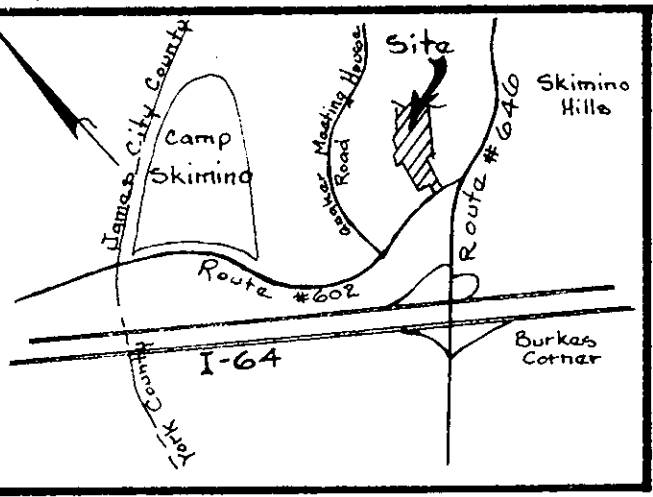 James City County
Camp
Skimino
Quaker Meeting House
Road
Site
Route #646
Skimino
Hills
Route #602
I-64
Burkes
Corner
York County